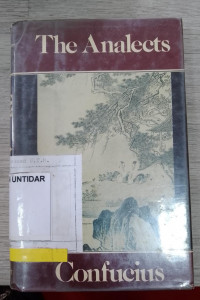 The Analects
UNTIDAR
Confucius